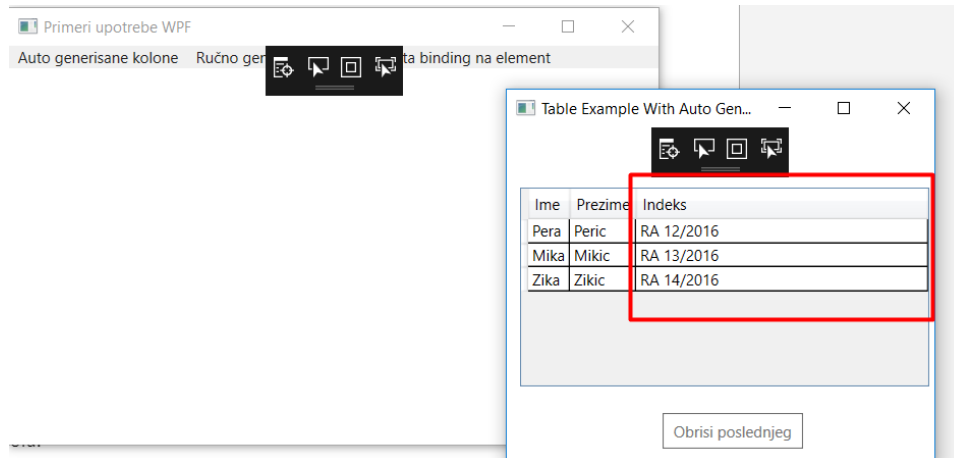 Primeri upotrebe WPF
Auto generisane kolone Ručno ger ta binding na element
Table Example With Auto Gen...
Ime Prezime Indeks
Pera Peric RA 12/2016
Mika Mikic RA 13/2016
Zika Zikic RA 14/2016
Obrisi poslednjeg